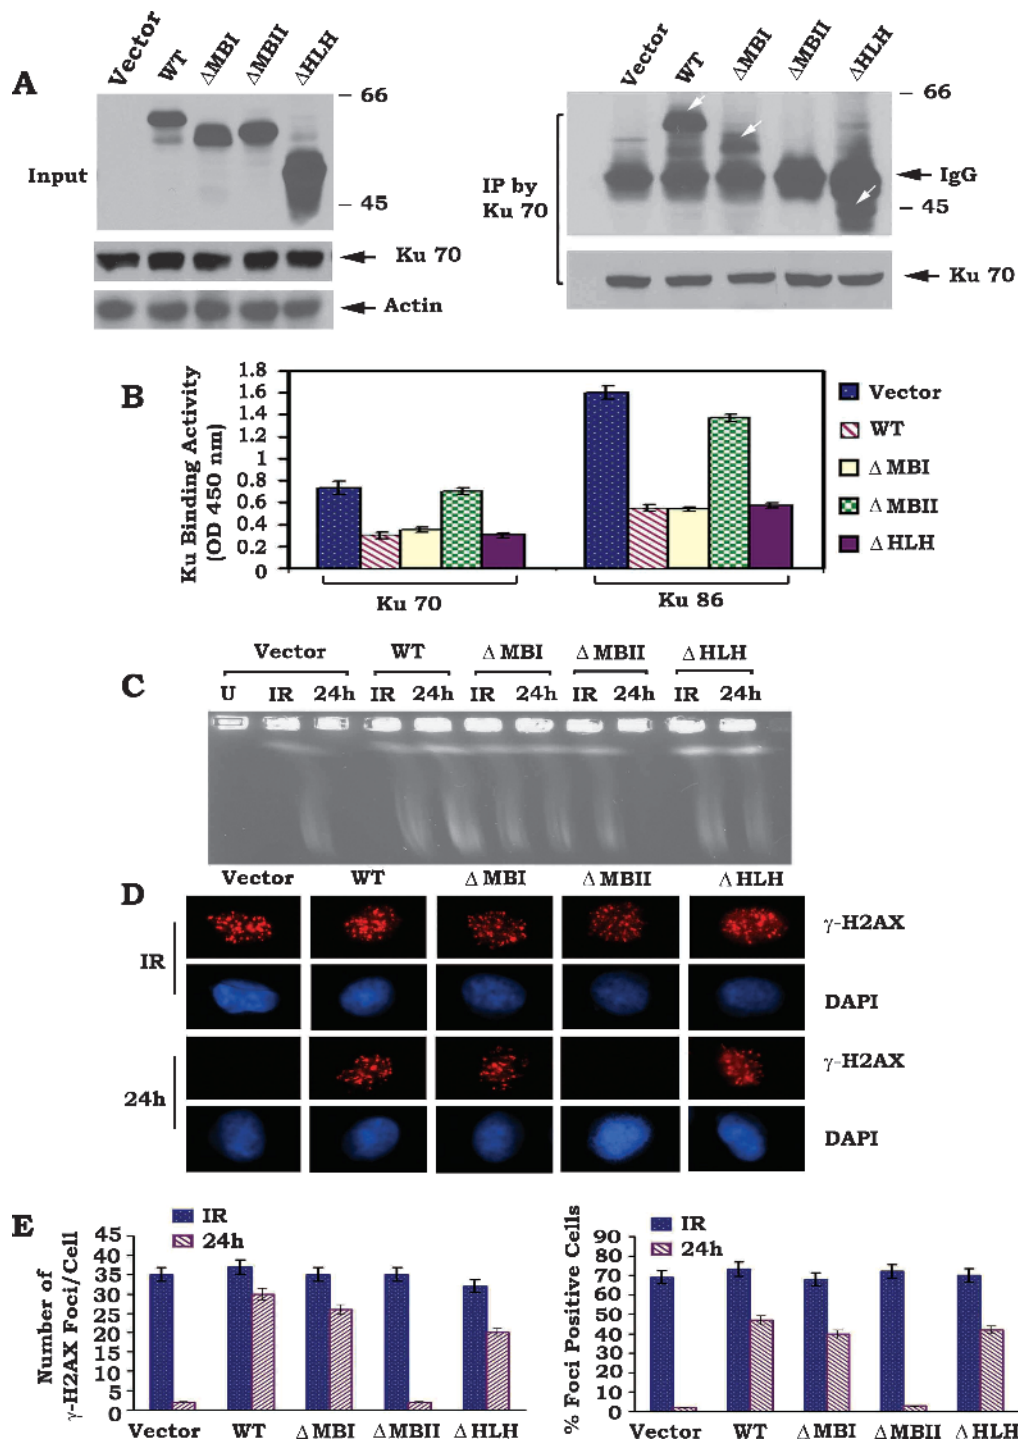 A
Vector WT ΔMBI ΔMBII ΔHLH
66
Input
45
Ku 70
Actin
Vector WT ΔMBI ΔMBII ΔHLH
66
IP by
Ku 70
IgG
45
Ku 70
B
Ku Binding Activity
(OD 450 nm)
1.8
1.6
1.4
1.2
1
0.8
0.6
0.4
0.2
0
Ku 70
Ku 86
Vector
WT
Δ MBI
Δ MBII
Δ HLH
C
Vector WT Δ MBI Δ MBII Δ HLH
U IR 24h IR 24h IR 24h IR 24h IR 24h
D
Vector WT Δ MBI Δ MBII Δ HLH
IR
γ-H2AX
DAPI
24h
γ-H2AX
DAPI
E
Number of
γ-H2AX Foci/Cell
45
40
35
30
25
20
15
10
5
0
IR
24h
Vector WT Δ MBI Δ MBII Δ HLH
% Foci Positive Cells
90
80
70
60
50
40
30
20
10
0
IR
24h
Vector WT Δ MBI Δ MBII Δ HLH